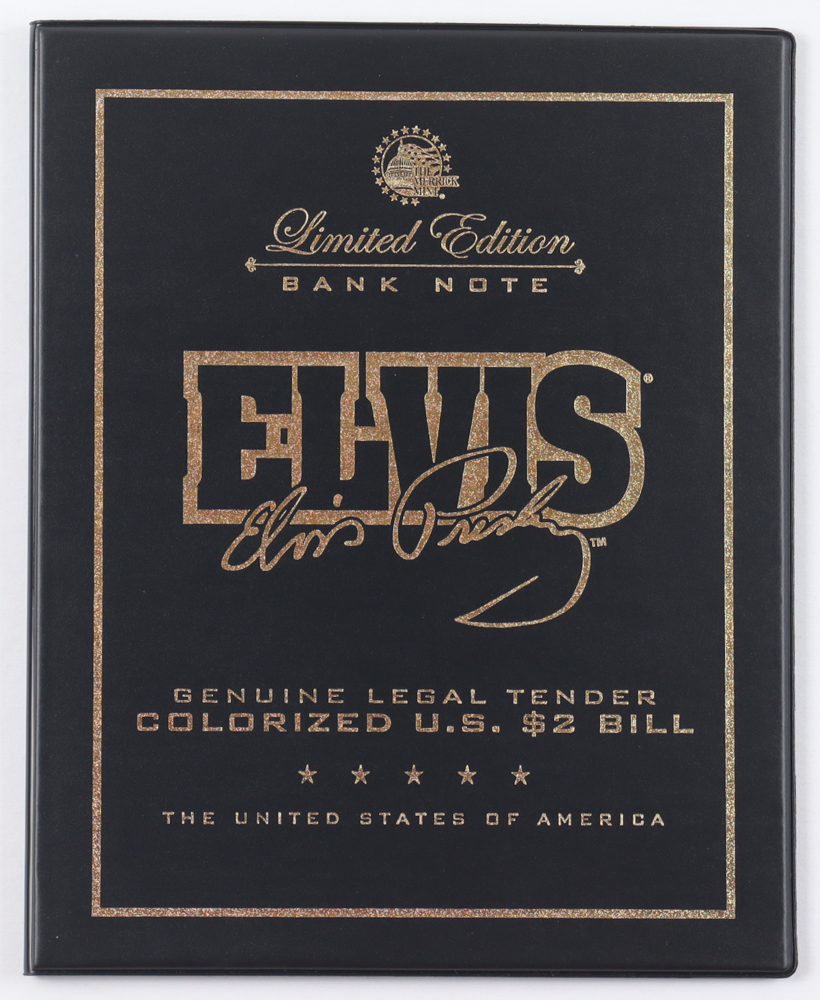 THE
MERRICK
MINT®
Limited Edition
BANK NOTE
ELVIS®
Elvis Presley™
GENUINE LEGAL TENDER
COLORIZED U.S. $2 BILL
THE UNITED STATES OF AMERICA